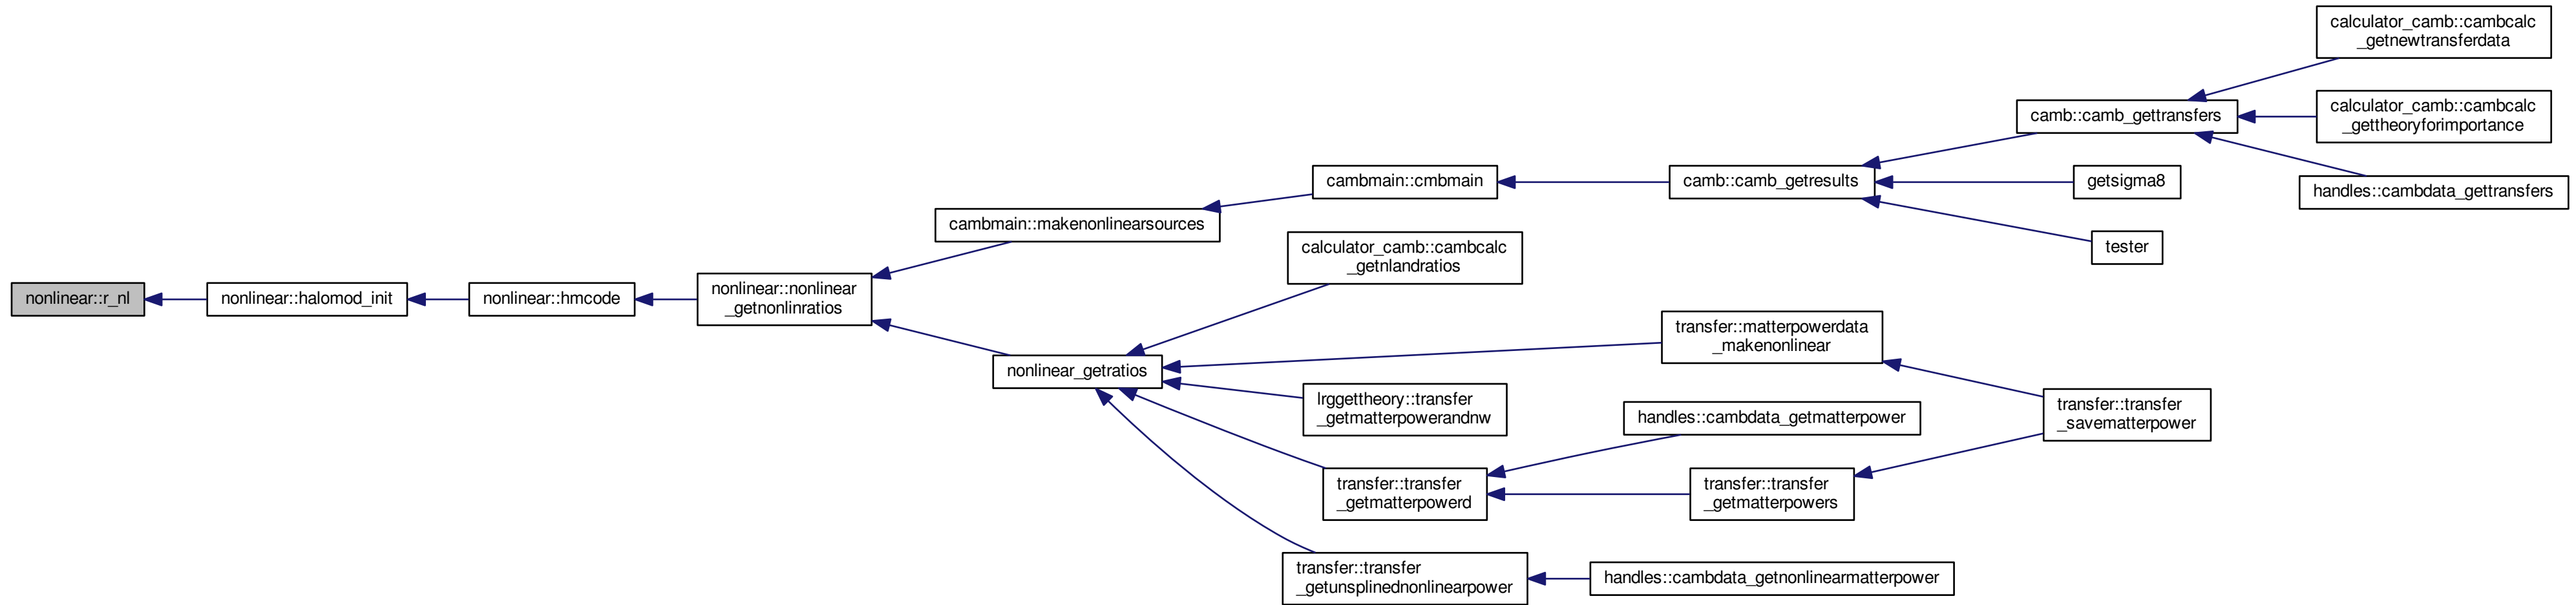 nonlinear::r_nl
nonlinear::halomod_init
nonlinear::hmcode
nonlinear::nonlinear
_getnonlinratios
cambmain::makenonlinearsources
cambmain::cmbmain
camb::camb_getresults
camb::camb_gettransfers
calculator_camb::cambcalc
_getnewtransferdata
calculator_camb::cambcalc
_gettheoryforimportance
handles::cambdata_gettransfers
getsigma8
tester
nonlinear_getratios
calculator_camb::cambcalc
_getnlandratios
transfer::matterpowerdata
_makenonlinear
lrggettheory::transfer
_getmatterpowerandnw
transfer::transfer
_getmatterpowerd
handles::cambdata_getmatterpower
transfer::transfer
_getmatterpowers
transfer::transfer
_savematterpower
transfer::transfer
_getunsplinednonlinearpower
handles::cambdata_getnonlinearmatterpower